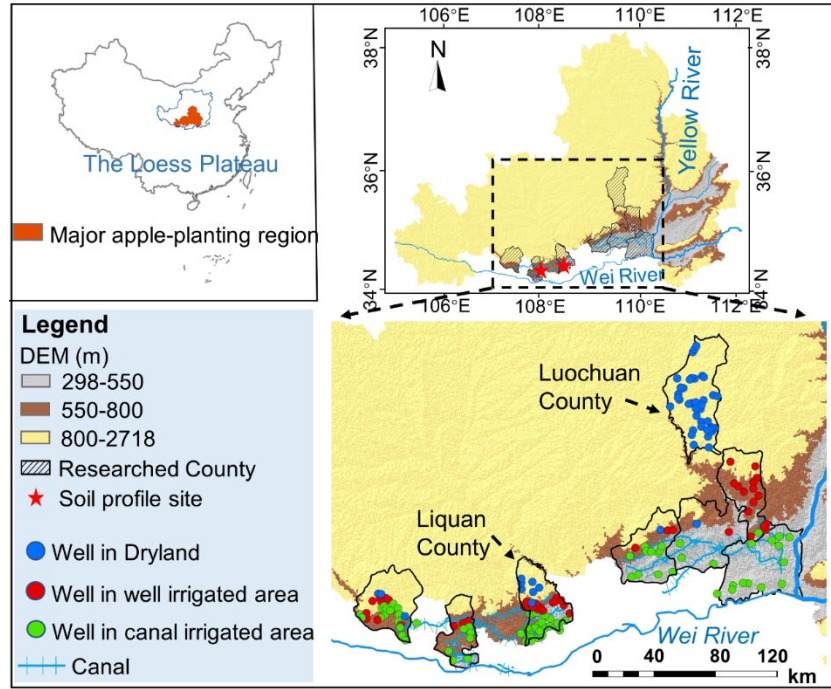 The Loess Plateau
Major apple-planting region
106°E 108°E 110°E 112°E
38°N
36°N
34°N
N
Yellow River
Wei River
38°N
36°N
34°N
106°E 108°E 110°E 112°E
Legend
DEM (m)
298-550
550-800
800-2718
Researched County
Soil profile site
Well in Dryland
Well in well irrigated area
Well in canal irrigated area
Canal
Luochuan
County
Liquan
County
Wei River
0 20 40 80 120
km